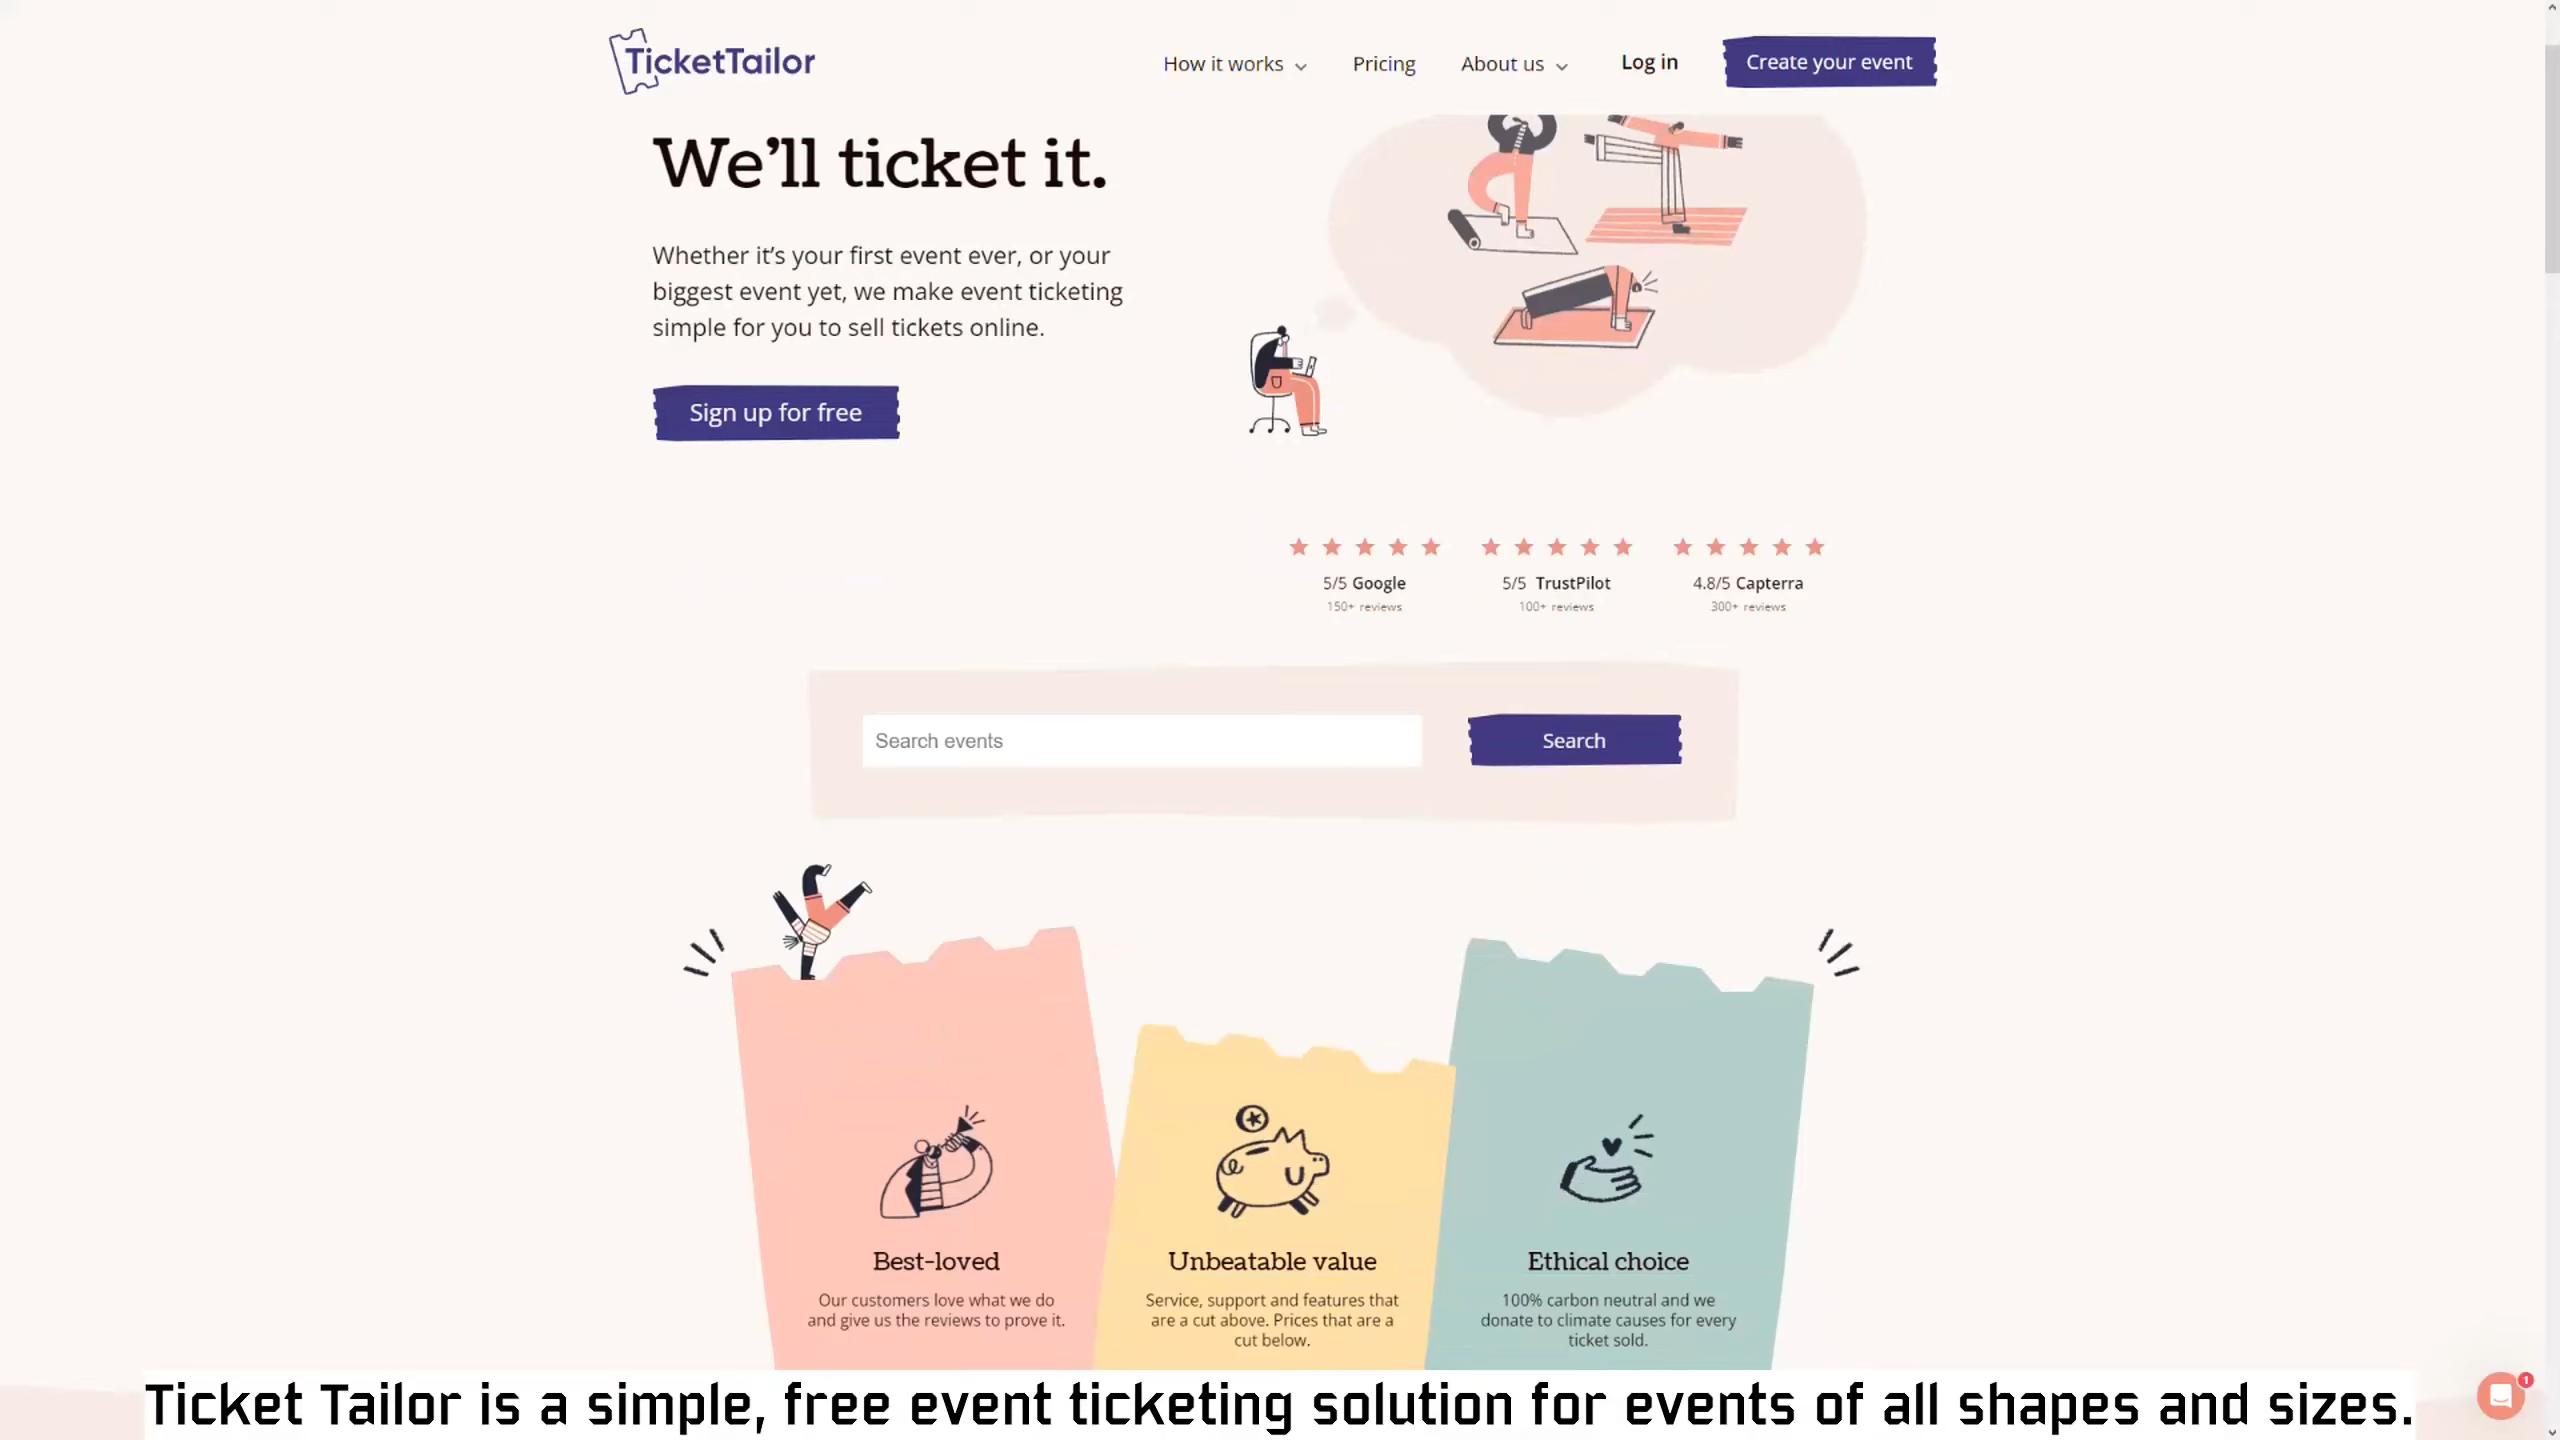 TicketTailor
How it works
Pricing
About us
Log in
Create your event
We’ll ticket it.
Whether it’s your first event ever, or your
biggest event yet, we make event ticketing
simple for you to sell tickets online.
Sign up for free
5/5 Google
150+ reviews
5/5 TrustPilot
100+ reviews
4.8/5 Capterra
300+ reviews
Search events
Search
Best-loved
Our customers love what we do
and give us the reviews to prove it.
Unbeatable value
Service, support and features that
are a cut above. Prices that are a
cut below.
Ethical choice
100% carbon neutral and we
donate to climate causes for every
ticket sold.
Ticket Tailor is a simple, free event ticketing solution for events of all shapes and sizes.
1